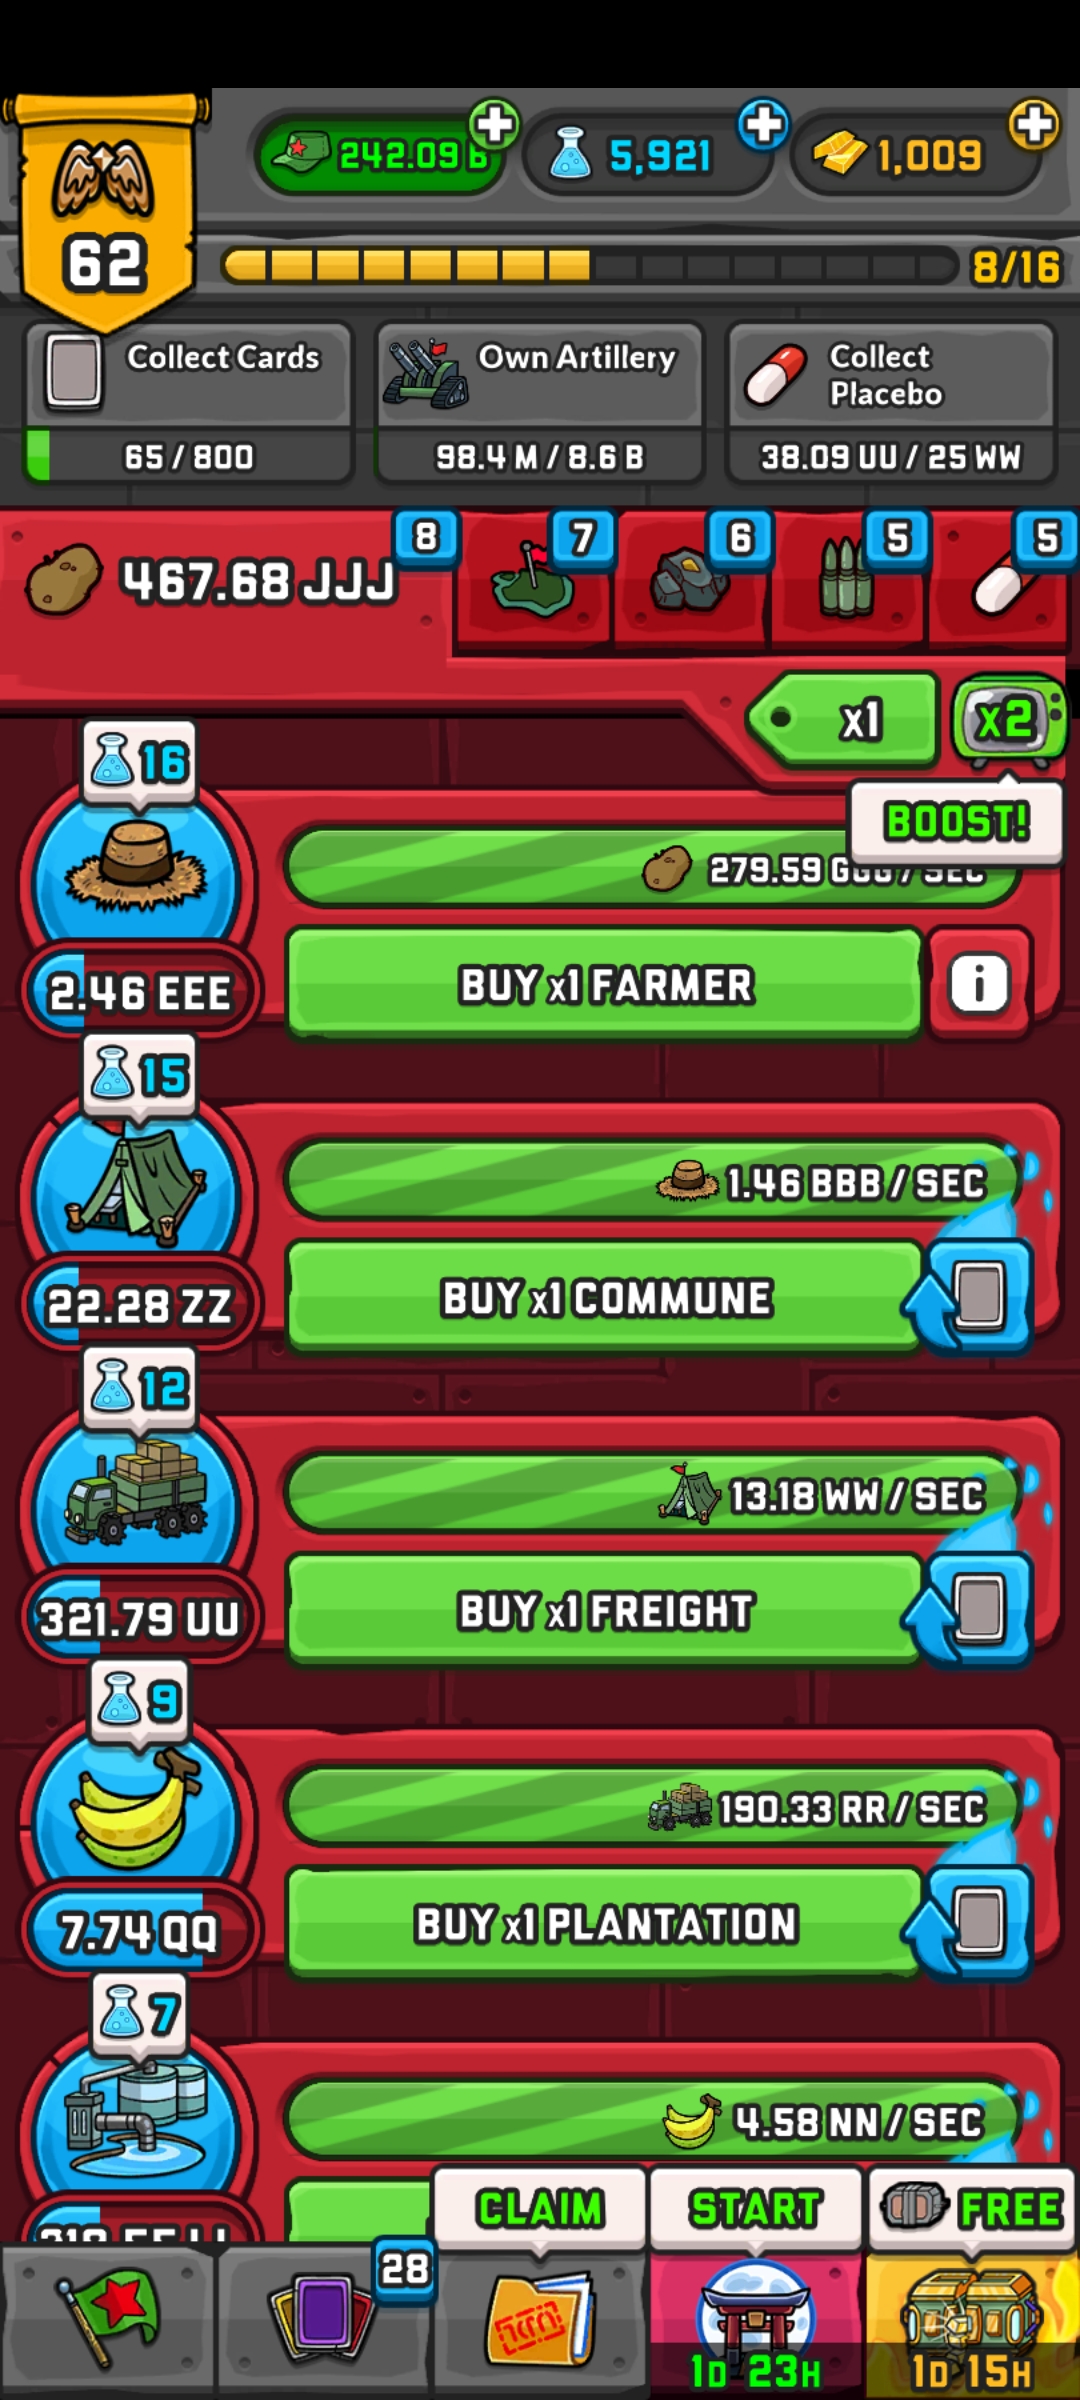 242.09 B
5,921
1,009
62
8/16
Collect Cards
65 / 800
Own Artillery
98.4 M / 8.6 B
Collect
Placebo
38.09 UU / 25 WW
467.68 JJJ
8
7
6
5
5
x1
x2
BOOST!
16
279.59 GGG / SEC
2.46 EEE
BUY x1 FARMER
i
15
1.46 BBB / SEC
22.28 ZZ
BUY x1 COMMUNE
12
13.18 WW / SEC
321.79 UU
BUY x1 FREIGHT
9
190.33 RR / SEC
7.74 QQ
BUY x1 PLANTATION
7
4.58 NN / SEC
CLAIM
START
FREE
28
1D 23H
1D 15H